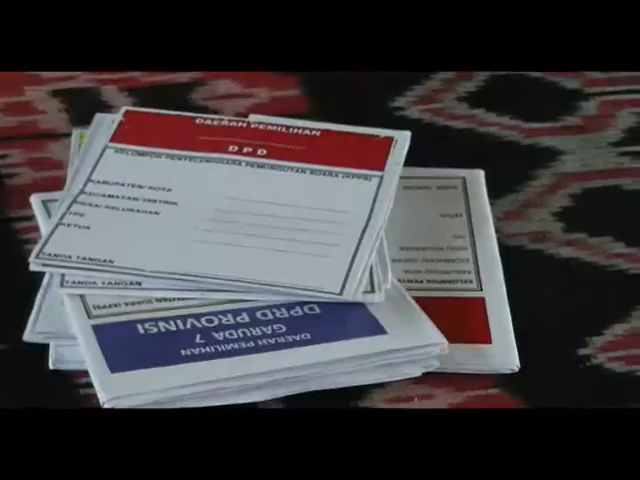 DAERAH PEMILIHAN
D P D
KELOMPOK PENYELENGGARA PEMUNGUTAN SUARA (KPPS)
KABUPATEN/ KOTA
KECAMATAN/ DISTRIK
DESA/ KELURAHAN
TPS
KETUA
TANDA TANGAN
TANDA TANGAN
DAERAH PEMILIHAN
GARUDA 7
DPRD PROVINSI